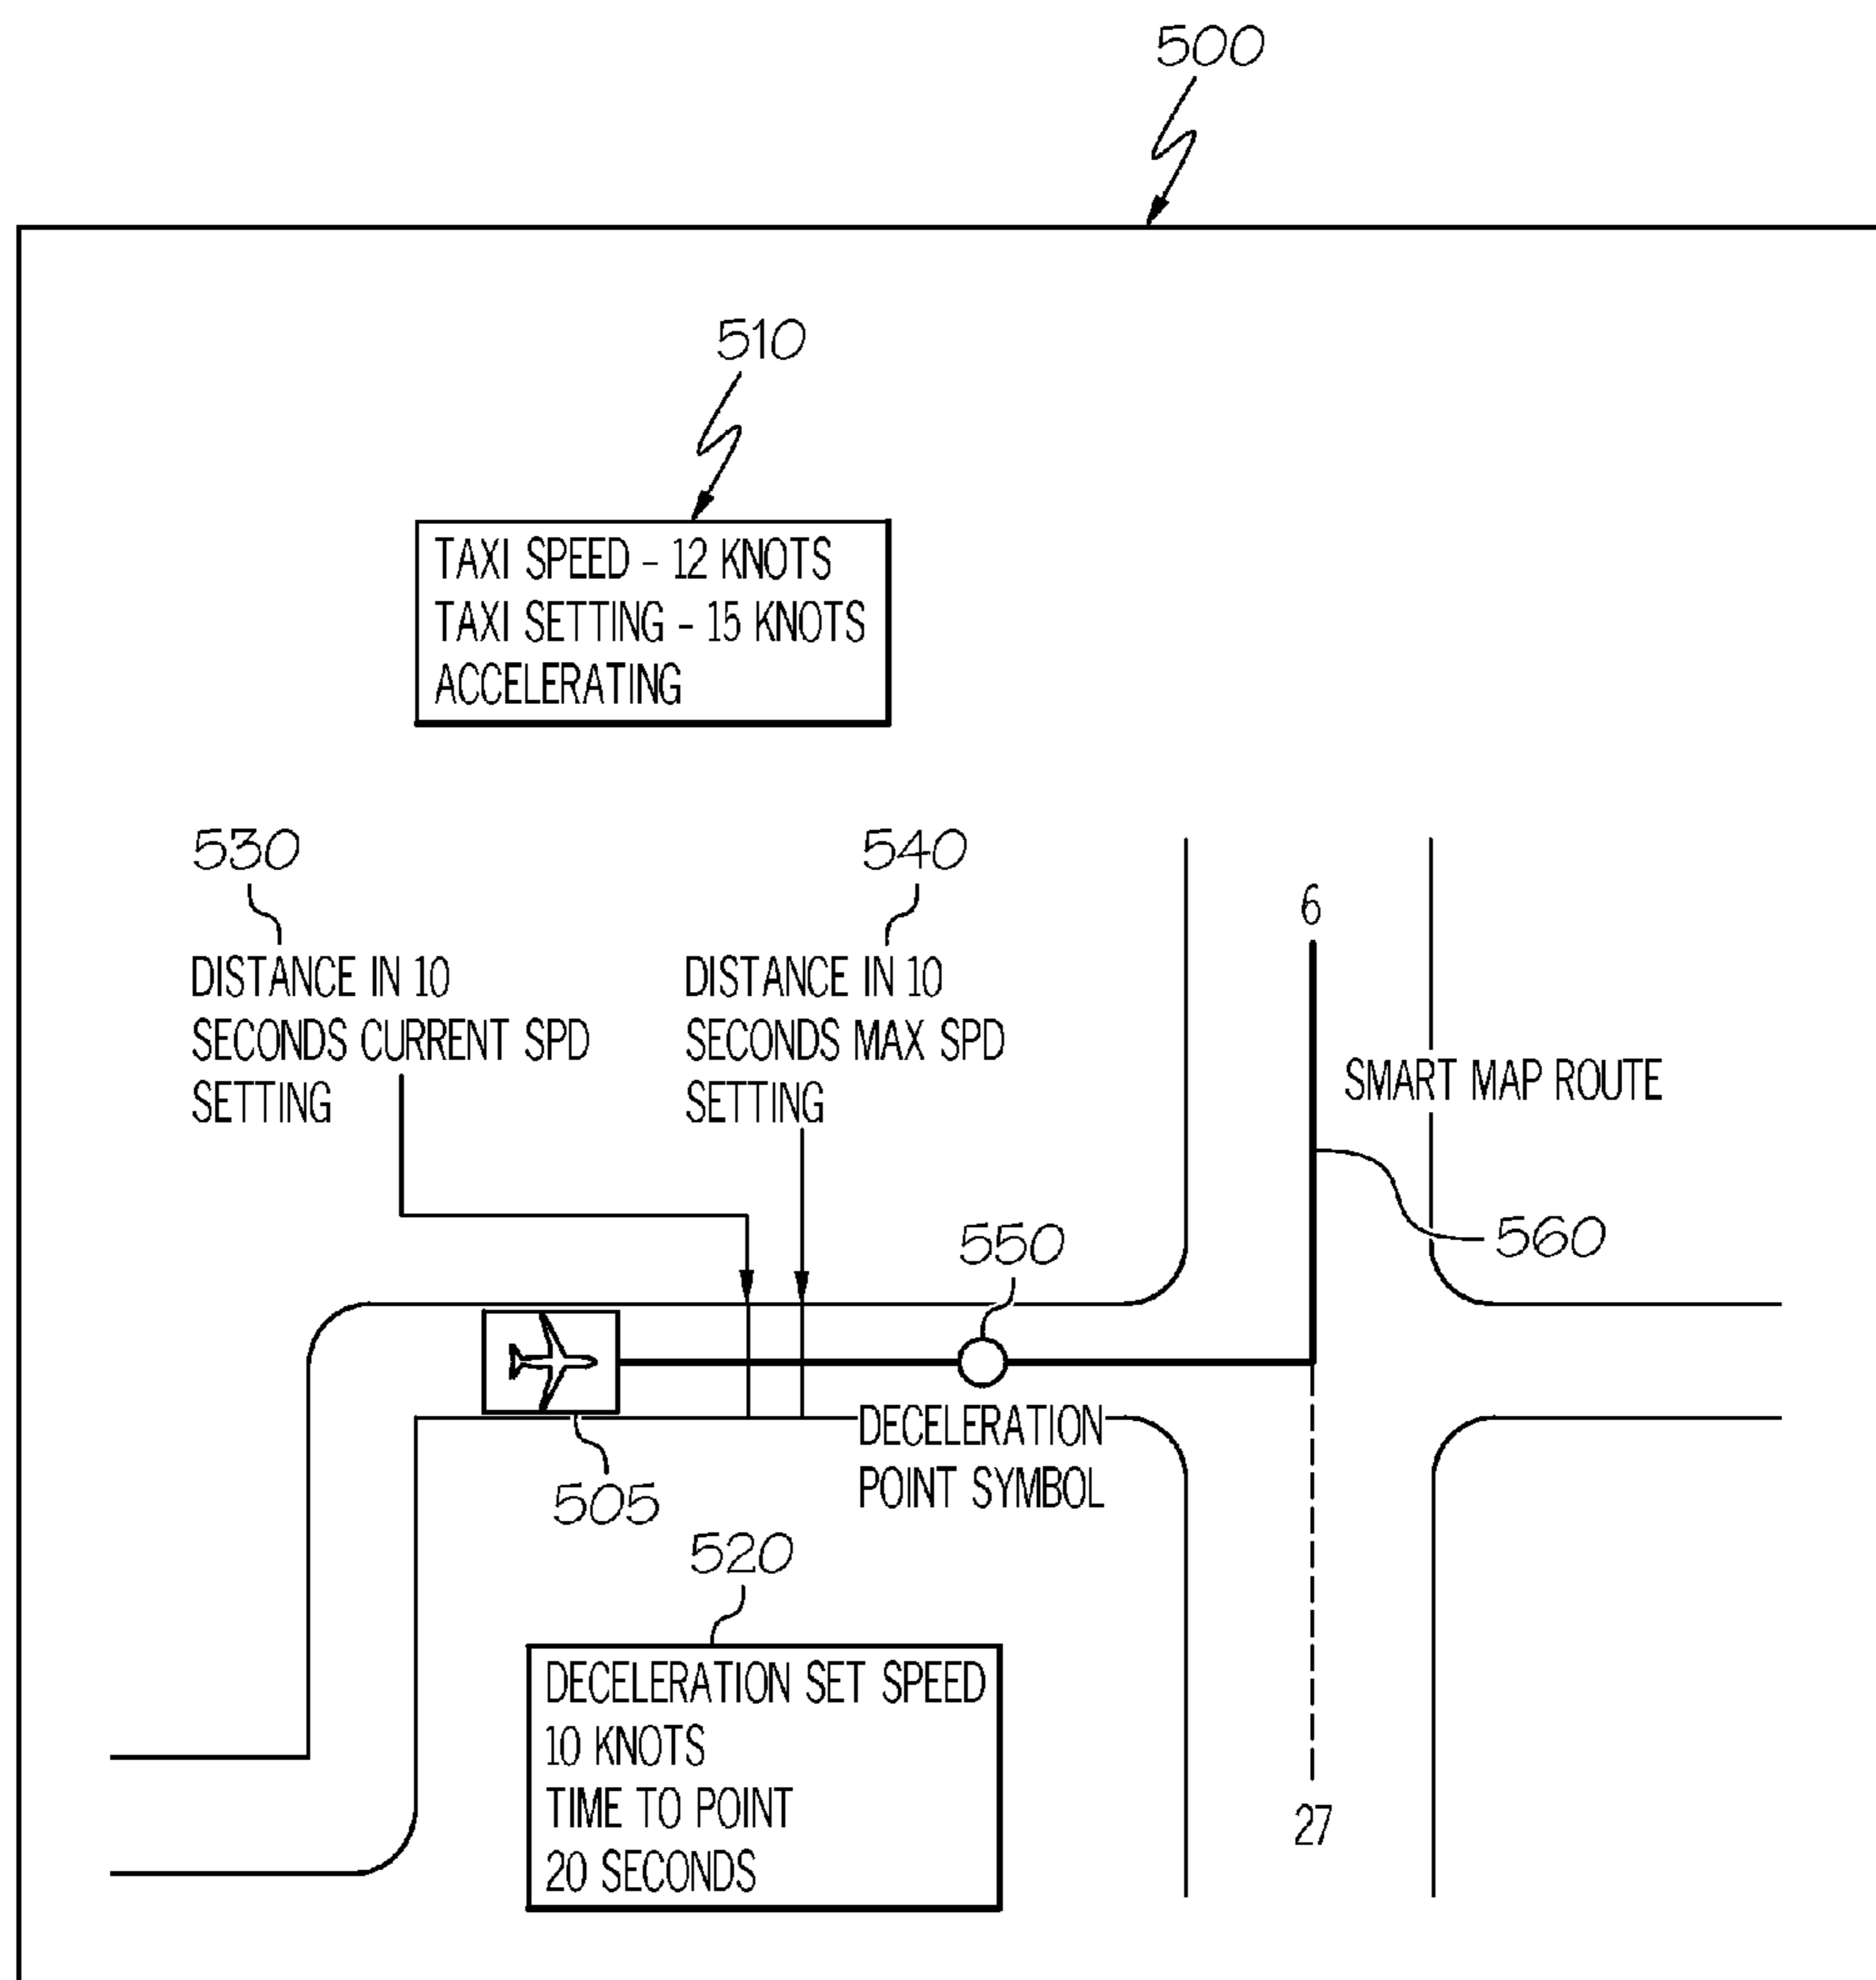 500
510
TAXI SPEED – 12 KNOTS
TAXI SETTING – 15 KNOTS
ACCELERATING
530
DISTANCE IN 10
SECONDS CURRENT SPD
SETTING
540
DISTANCE IN 10
SECONDS MAX SPD
SETTING
6
SMART MAP ROUTE
560
550
DECELERATION
POINT SYMBOL
505
520
DECELERATION SET SPEED
10 KNOTS
TIME TO POINT
20 SECONDS
27